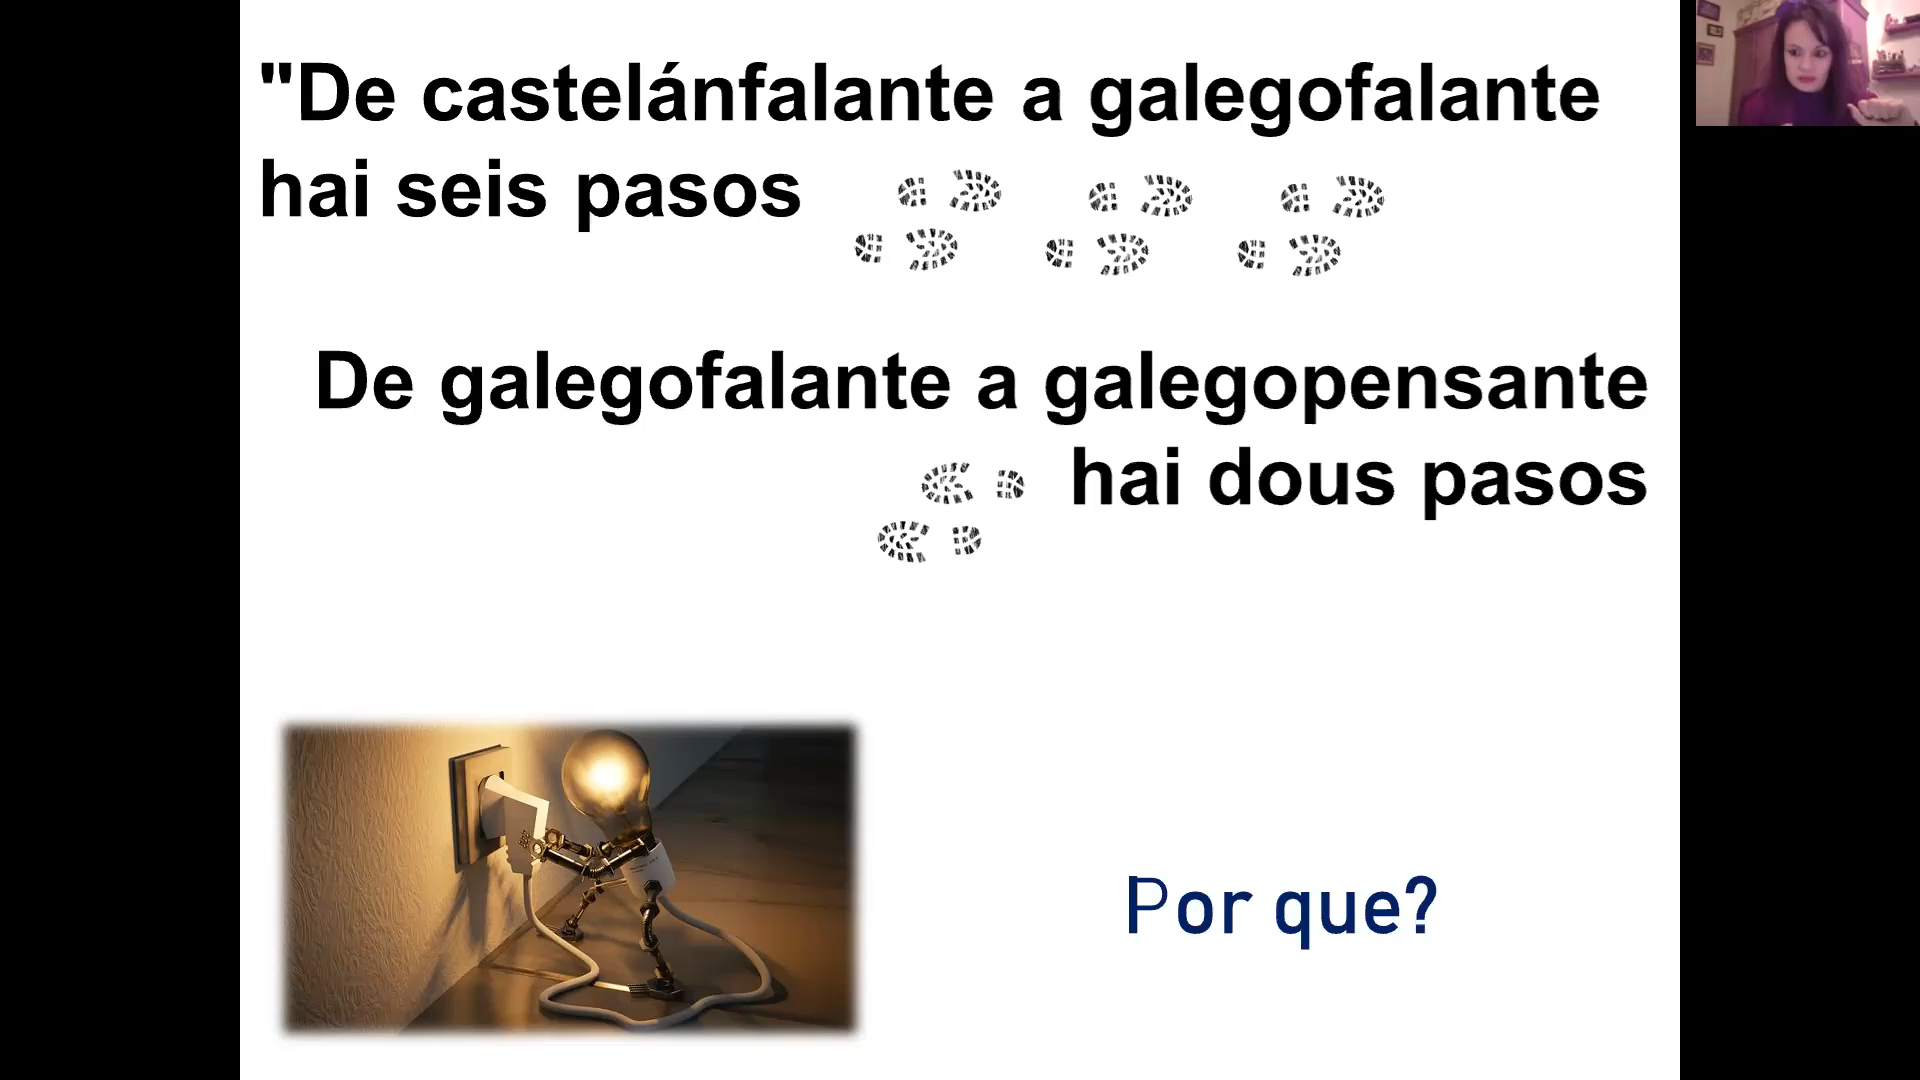 "De castelánfalante a galegofalante
hai seis pasos
De galegofalante a galegopensante
hai dous pasos
Por que?